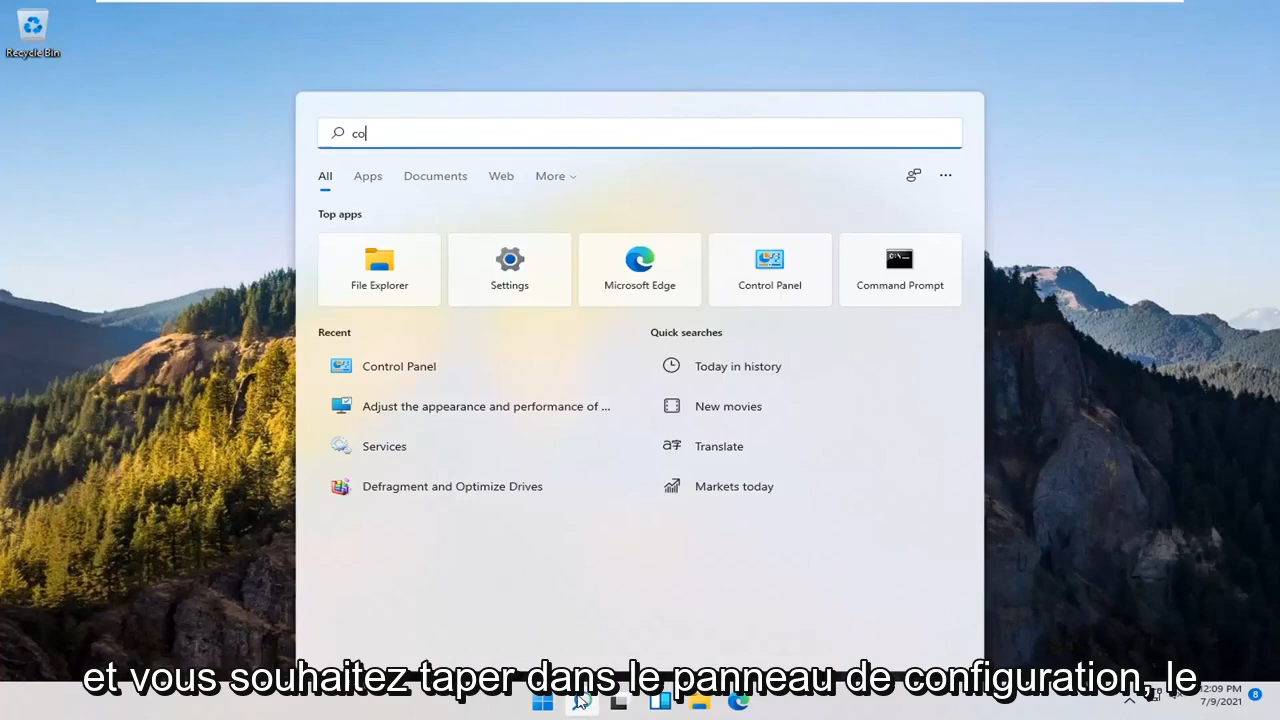 Recycle Bin
co
All Apps Documents Web More
Top apps
File Explorer
Settings
Microsoft Edge
Control Panel
Command Prompt
Recent
Quick searches
Control Panel
Today in history
Adjust the appearance and performance of ...
New movies
Services
Translate
Defragment and Optimize Drives
Markets today
et vous souhaitez taper dans le panneau de configuration, le
12:09 PM
7/9/2021
8